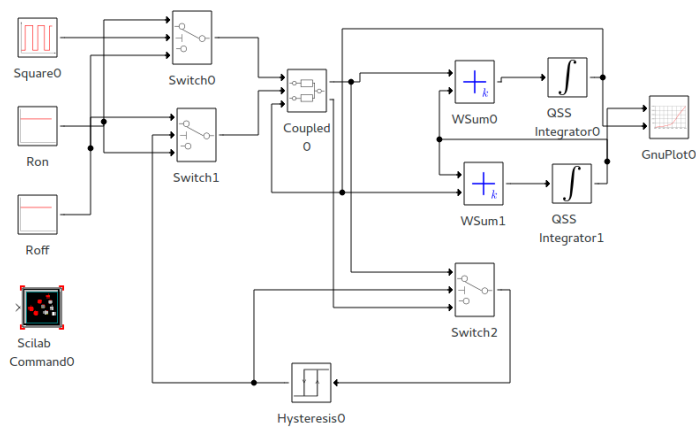 Square0
Switch0
Ron
Switch1
Roff
Coupled
0
k
WSum0
QSS
Integrator0
k
WSum1
QSS
Integrator1
GnuPlot0
Switch2
Scilab
Command0
Hysteresis0